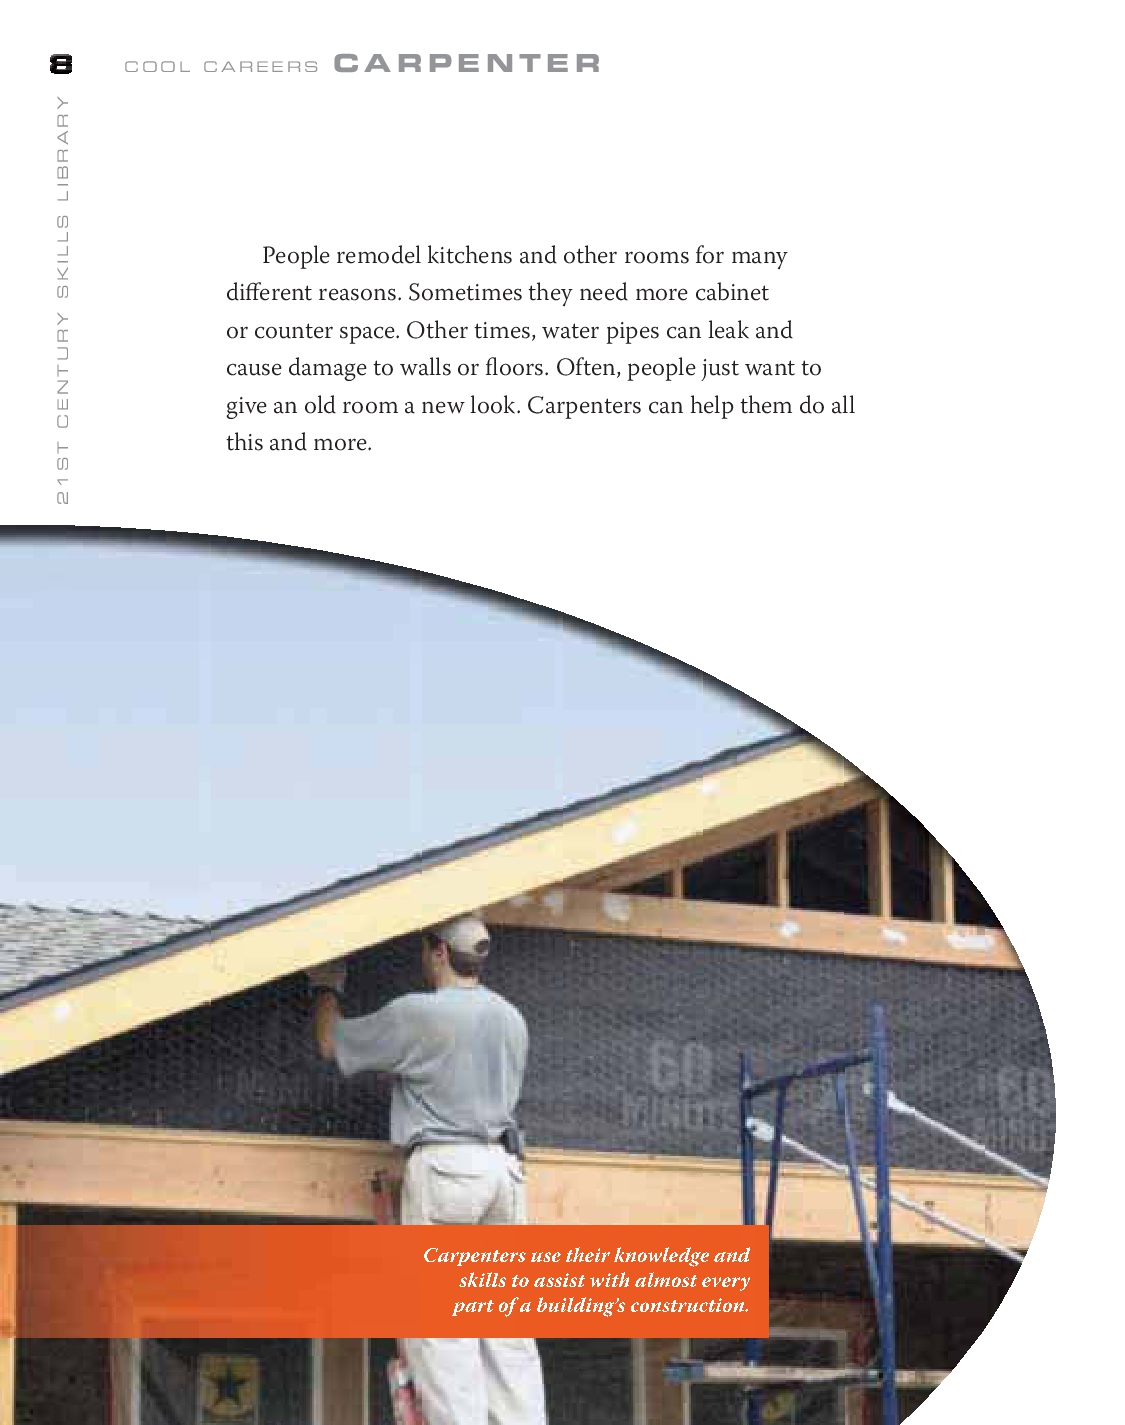 8 COOL CAREERS CARPENTER
21ST CENTURY SKILLS LIBRARY
People remodel kitchens and other rooms for many
different reasons. Sometimes they need more cabinet
or counter space. Other times, water pipes can leak and
cause damage to walls or floors. Often, people just want to
give an old room a new look. Carpenters can help them do all
this and more.
60
MINUTE
60
Carpenters use their knowledge and
skills to assist with almost every
part of a building's construction.